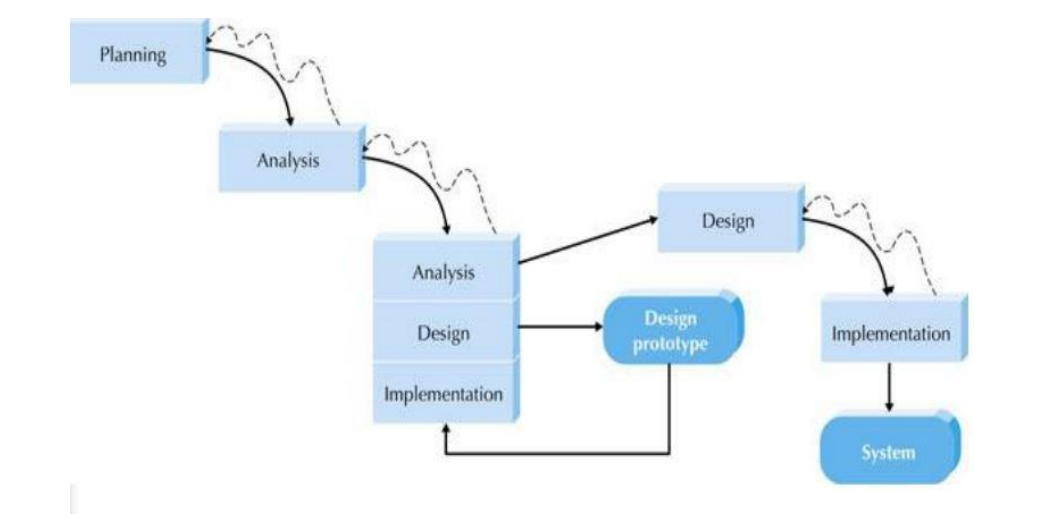 Planning
Analysis
Analysis
Design
Implementation
Design
prototype
Design
Implementation
System